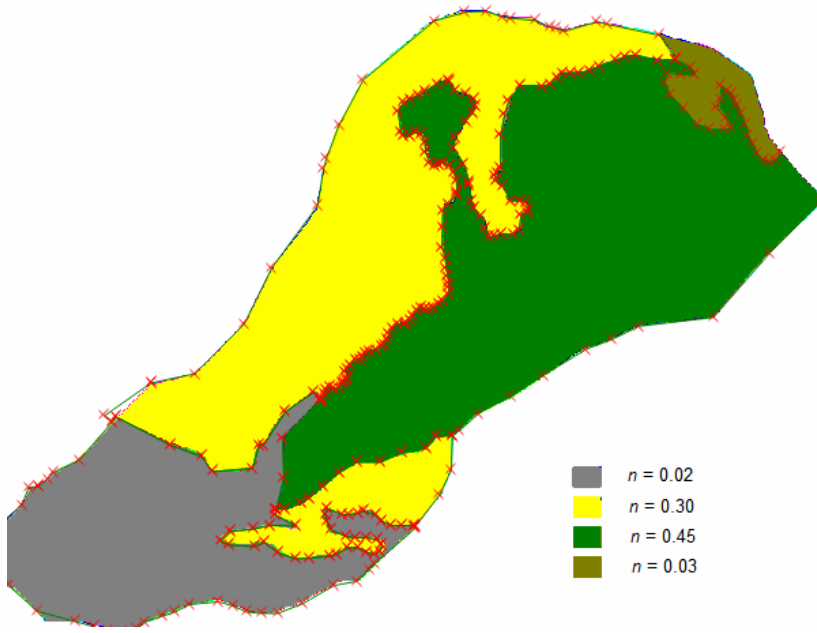 n = 0.02
n = 0.30
n = 0.45
n = 0.03